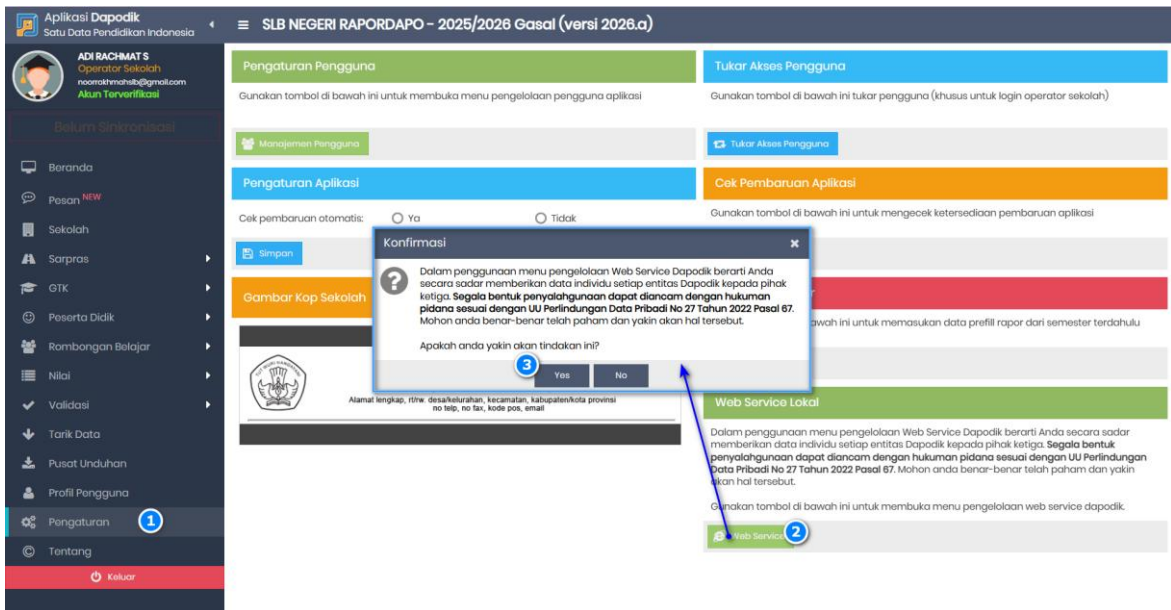 Aplikasi Dapodik
Satu Data Pendidikan Indonesia
SLB NEGERI RAPORDAPO - 2025/2026 Gasal (versi 2026.a)
ADI RACHMAT S
Operator Sekolah
noorrakhmahslb@gmail.com
Akun Terverifikasi
Belum Sinkronisasi
Beranda
Pesan NEW
Sekolah
Sarpras
GTK
Peserta Didik
Rombongan Belajar
Nilai
Validasi
Tarik Data
Pusat Unduhan
Profil Pengguna
Pengaturan 1
Tentang
Keluar
Pengaturan Pengguna
Gunakan tombol di bawah ini untuk membuka menu pengelolaan pengguna aplikasi
Manajemen Pengguna
Tukar Akses Pengguna
Gunakan tombol di bawah ini tukar pengguna (khusus untuk login operator sekolah)
Tukar Akses Pengguna
Pengaturan Aplikasi
Cek pembaruan otomatis: Ya Tidak
Simpan
Cek Pembaruan Aplikasi
Gunakan tombol di bawah ini untuk mengecek ketersediaan pembaruan aplikasi
Konfirmasi
Dalam penggunaan menu pengelolaan Web Service Dapodik berarti Anda
secara sadar memberikan data individu setiap entitas Dapodik kepada pihak
ketiga. Segala bentuk penyalahgunaan dapat diancam dengan hukuman
pidana sesuai dengan UU Perlindungan Data Pribadi No 27 Tahun 2022 Pasal 67.
Mohon anda benar-benar telah paham dan yakin akan hal tersebut.
Apakah anda yakin akan tindakan ini?
3
Yes No
Gambar Kop Sekolah
TUT WURI HANDAYANI
Alamat lengkap, rt/rw. desa/kelurahan, kecamatan, kabupaten/kota provinsi
no telp, no fax, kode pos, email
awah ini untuk memasukan data prefill rapor dari semester terdahulu
Web Service Lokal
Dalam penggunaan menu pengelolaan Web Service Dapodik berarti Anda secara sadar
memberikan data individu setiap entitas Dapodik kepada pihak ketiga. Segala bentuk
penyalahgunaan dapat diancam dengan hukuman pidana sesuai dengan UU Perlindungan
Data Pribadi No 27 Tahun 2022 Pasal 67. Mohon anda benar-benar telah paham dan yakin
akan hal tersebut.
Gunakan tombol di bawah ini untuk membuka menu pengelolaan web service dapodik.
Web Service 2